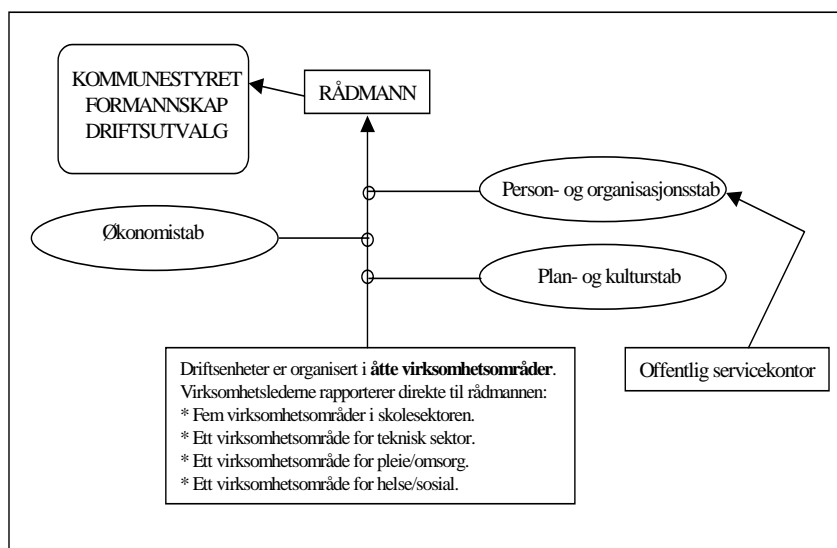 KOMMUNESTYRET
FORMANNSKAP
DRIFTSUTVALG
RÅDMANN
Person- og organisasjonsstab
Økonomistab
Plan- og kulturstab
Driftsenheter er organisert i åtte virksomhetsområder.
Virksomhetslederne rapporterer direkte til rådmannen:
* Fem virksomhetsområder i skolesektoren.
* Ett virksomhetsområde for teknisk sektor.
* Ett virksomhetsområde for pleie/omsorg.
* Ett virksomhetsområde for helse/sosial.
Offentlig servicekontor